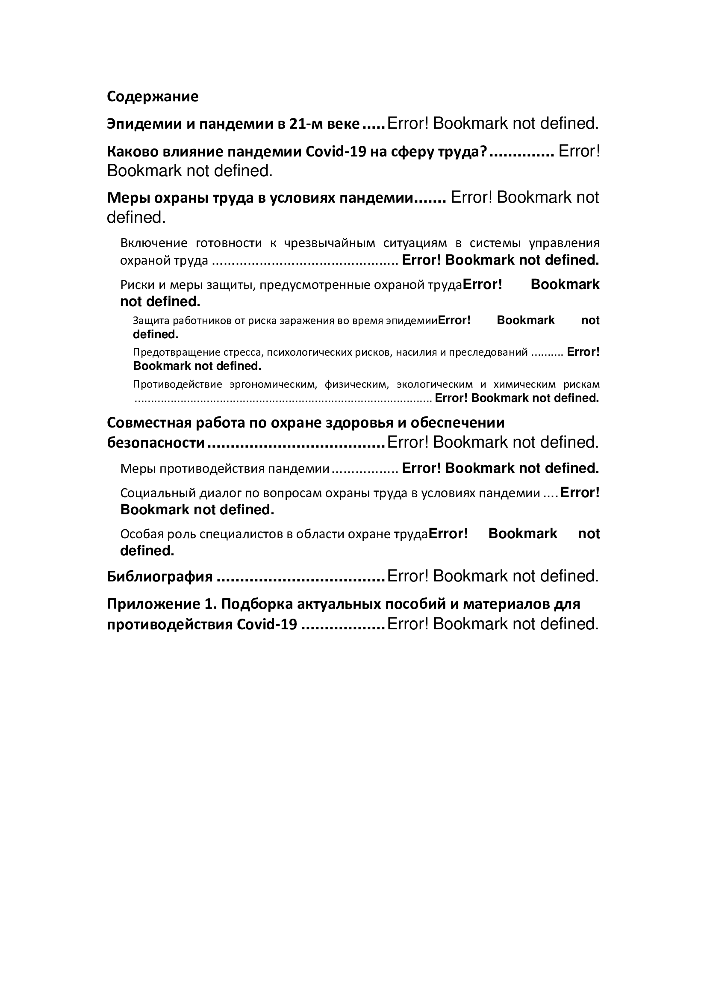 Содержание
Эпидемии и пандемии в 21-м веке.....Error! Bookmark not defined.
Каково влияние пандемии Covid-19 на сферу труда?.............. Error!
Bookmark not defined.
Меры охраны труда в условиях пандемии....... Error! Bookmark not
defined.
Включение готовности к чрезвычайным ситуациям в системы управления
охраной труда ............................................... Error! Bookmark not defined.
Риски и меры защиты, предусмотренные охраной трудаError! Bookmark
not defined.
Защита работников от риска заражения во время эпидемииError! Bookmark not
defined.
Предотвращение стресса, психологических рисков, насилия и преследований .......... Error!
Bookmark not defined.
Противодействие эргономическим, физическим, экологическим и химическим рискам
.......................................................................................... Error! Bookmark not defined.
Совместная работа по охране здоровья и обеспечении
безопасности......................................Error! Bookmark not defined.
Меры противодействия пандемии................. Error! Bookmark not defined.
Социальный диалог по вопросам охраны труда в условиях пандемии ....Error!
Bookmark not defined.
Особая роль специалистов в области охране трудаError! Bookmark not
defined.
Библиография ....................................Error! Bookmark not defined.
Приложение 1. Подборка актуальных пособий и материалов для
противодействия Covid-19 ..................Error! Bookmark not defined.